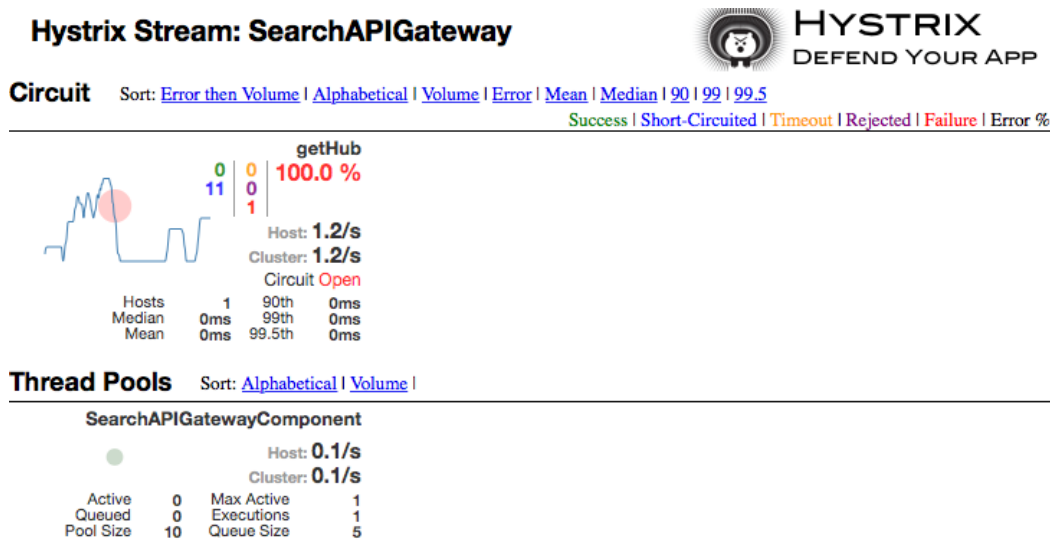 Hystrix Stream: SearchAPIGateway
HYSTRIX
DEFEND YOUR APP
Circuit Sort: Error then Volume | Alphabetical | Volume | Error | Mean | Median | 90 | 99 | 99.5
Success | Short-Circuited | Timeout | Rejected | Failure | Error %
getHub
0 0 100.0 %
11 0
1
Host: 1.2/s
Cluster: 1.2/s
Circuit Open
Hosts 1 90th 0ms
Median 0ms 99th 0ms
Mean 0ms 99.5th 0ms
Thread Pools Sort: Alphabetical | Volume |
SearchAPIGatewayComponent
Host: 0.1/s
Cluster: 0.1/s
Active 0 Max Active 1
Queued 0 Executions 1
Pool Size 10 Queue Size 5